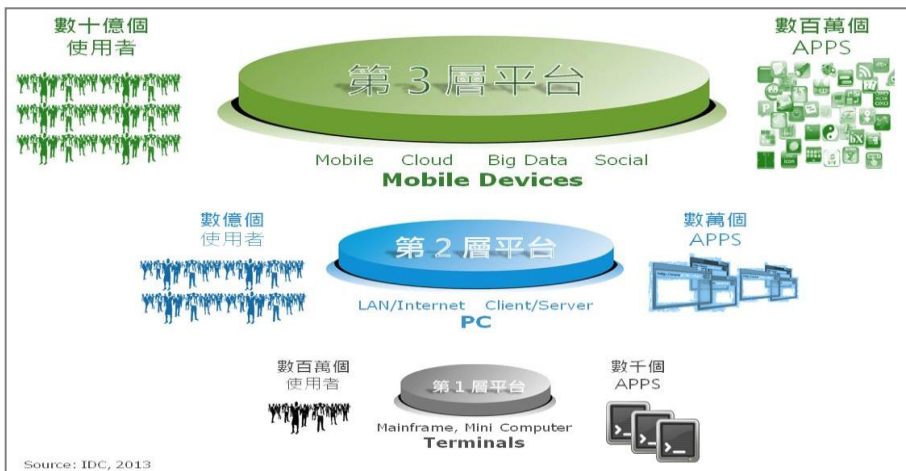 數十億個
使用者
第3層平台
數百萬個
APPS
Mobile Cloud Big Data Social
Mobile Devices
數億個
使用者
第2層平台
數萬個
APPS
LAN/Internet Client/Server
PC
數百萬個
使用者
第1層平台
數千個
APPS
Mainframe, Mini Computer
Terminals
Source: IDC, 2013